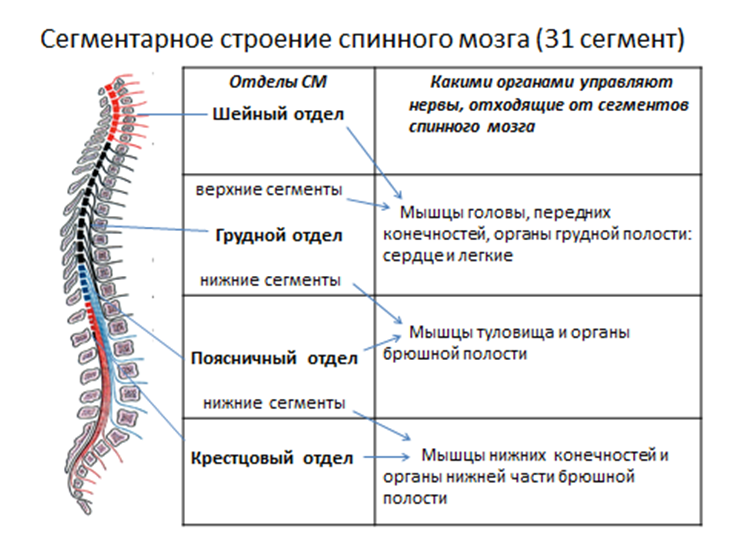 Сегментарное строение спинного мозга (31 сегмент)
Отделы СМ
Шейный отдел
Какими органами управляют
нервы, отходящие от сегментов
спинного мозга
верхние сегменты
Грудной отдел
нижние сегменты
Мышцы головы, передних
конечностей, органы грудной полости:
сердце и легкие
Поясничный отдел
нижние сегменты
Мышцы туловища и органы
брюшной полости
Крестцовый отдел
Мышцы нижних конечностей и
органы нижней части брюшной
полости